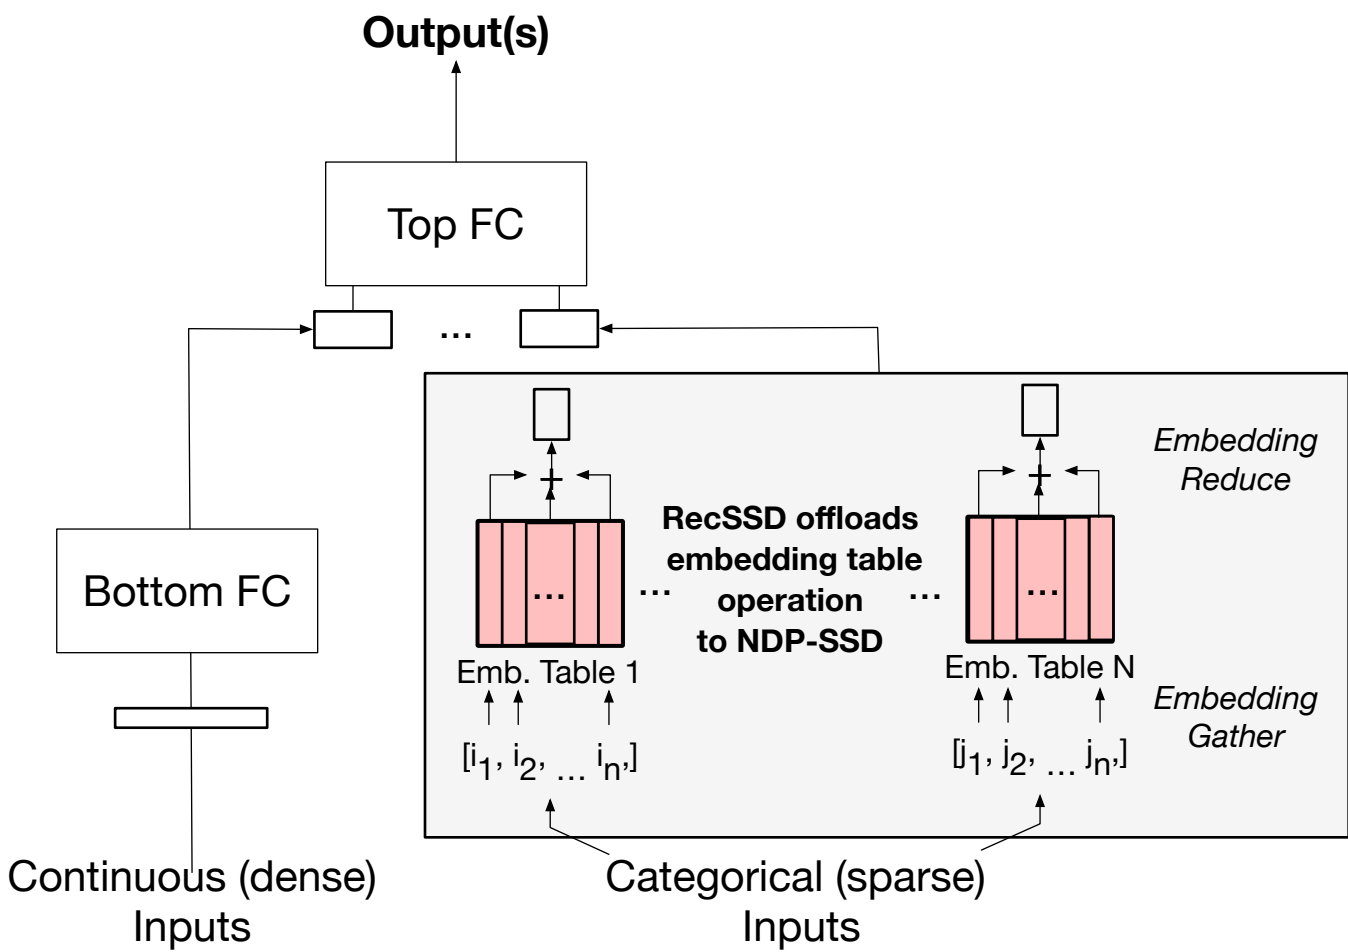 Output(s)
Top FC
...
Embedding
Reduce
+
+
RecSSD offloads
embedding table
operation
to NDP-SSD
Bottom FC
...
...
...
...
Emb. Table 1
Emb. Table N
Embedding
Gather
[i1, i2, ... in,]
[j1, j2, ... jn,]
Continuous (dense)
Inputs
Categorical (sparse)
Inputs